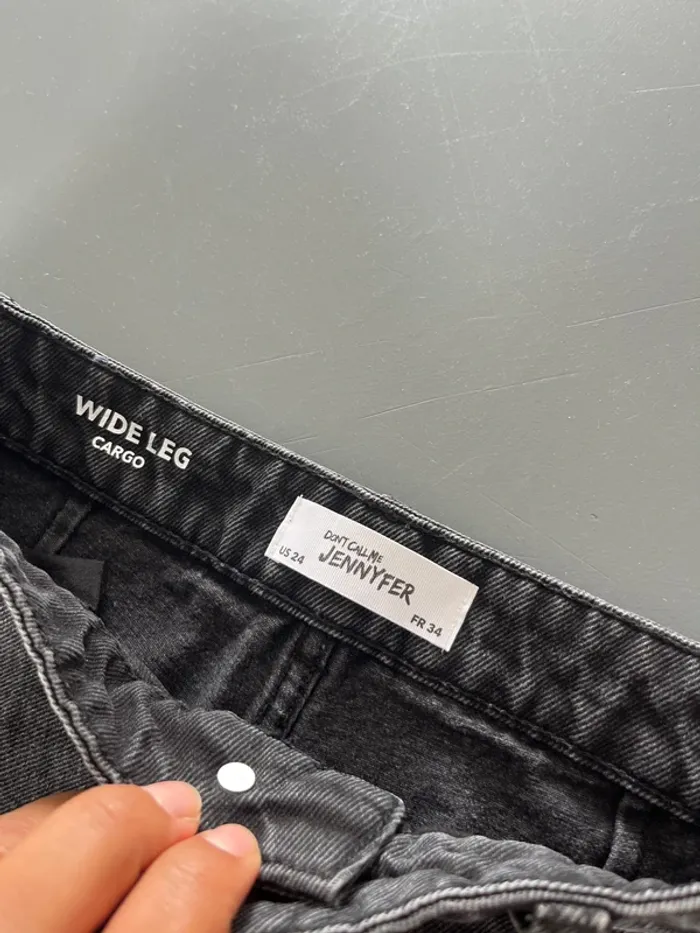 WIDE LEG
CARGO
DON'T CALL ME
JENNYFER
US 24
FR 34